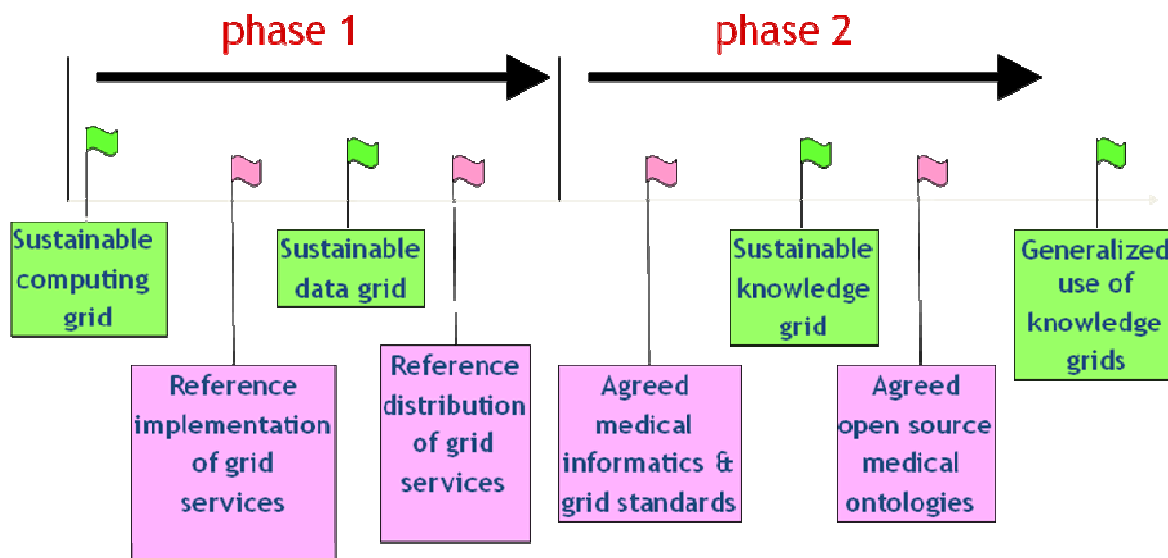 phase 1
phase 2
Sustainable
computing
grid
Reference
implementation
of grid
services
Sustainable
data grid
Reference
distribution
of grid
services
Agreed
medical
informatics &
grid standards
Sustainable
knowledge
grid
Agreed
open source
medical
ontologies
Generalized
use of
knowledge
grids